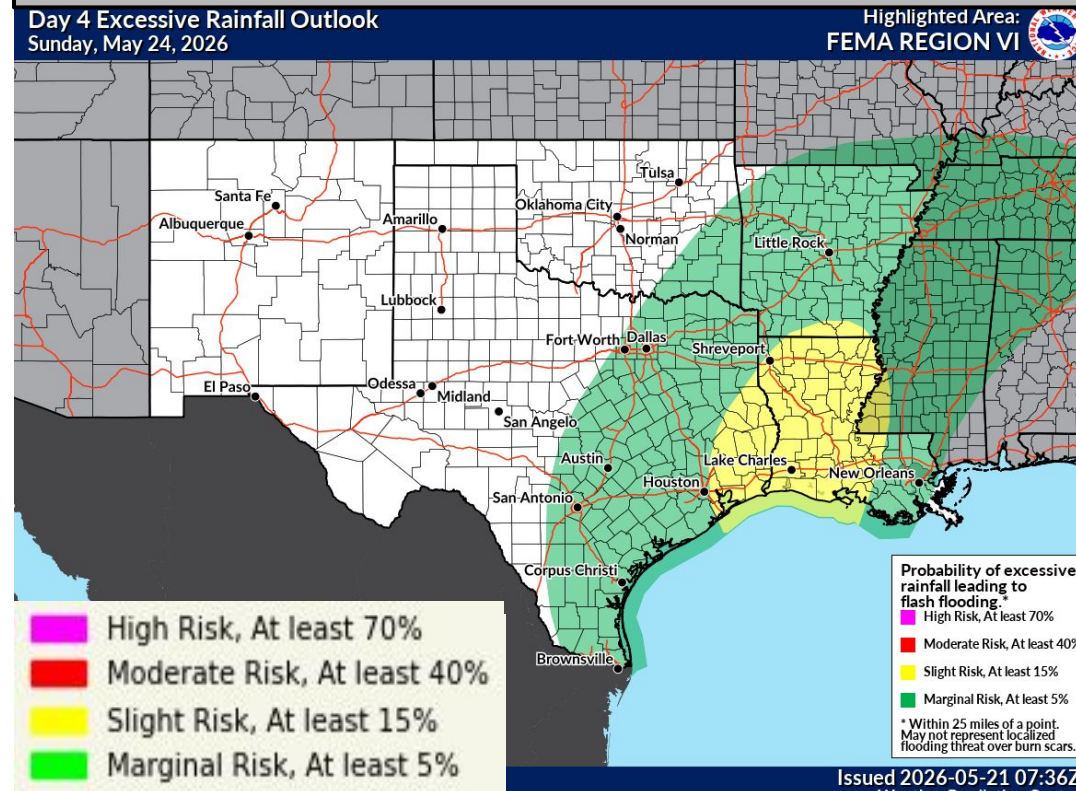 Day 4 Excessive Rainfall Outlook
Sunday, May 24, 2026
Highlighted Area:
FEMA REGION VI
Santa Fe
Albuquerque
Amarillo
Tulsa
Oklahoma City
Norman
Little Rock
Lubbock
Fort Worth
Dallas
Shreveport
El Paso
Odessa
Midland
San Angelo
Austin
Lake Charles
Houston
New Orleans
San Antonio
Corpus Christi
Brownsville
High Risk, At least 70%
Moderate Risk, At least 40%
Slight Risk, At least 15%
Marginal Risk, At least 5%
Probability of excessive
rainfall leading to
flash flooding.*
High Risk, At least 70%
Moderate Risk, At least 40%
Slight Risk, At least 15%
Marginal Risk, At least 5%
* Within 25 miles of a point.
May not represent localized
flooding threat over burn scars.
Issued 2026-05-21 07:36Z